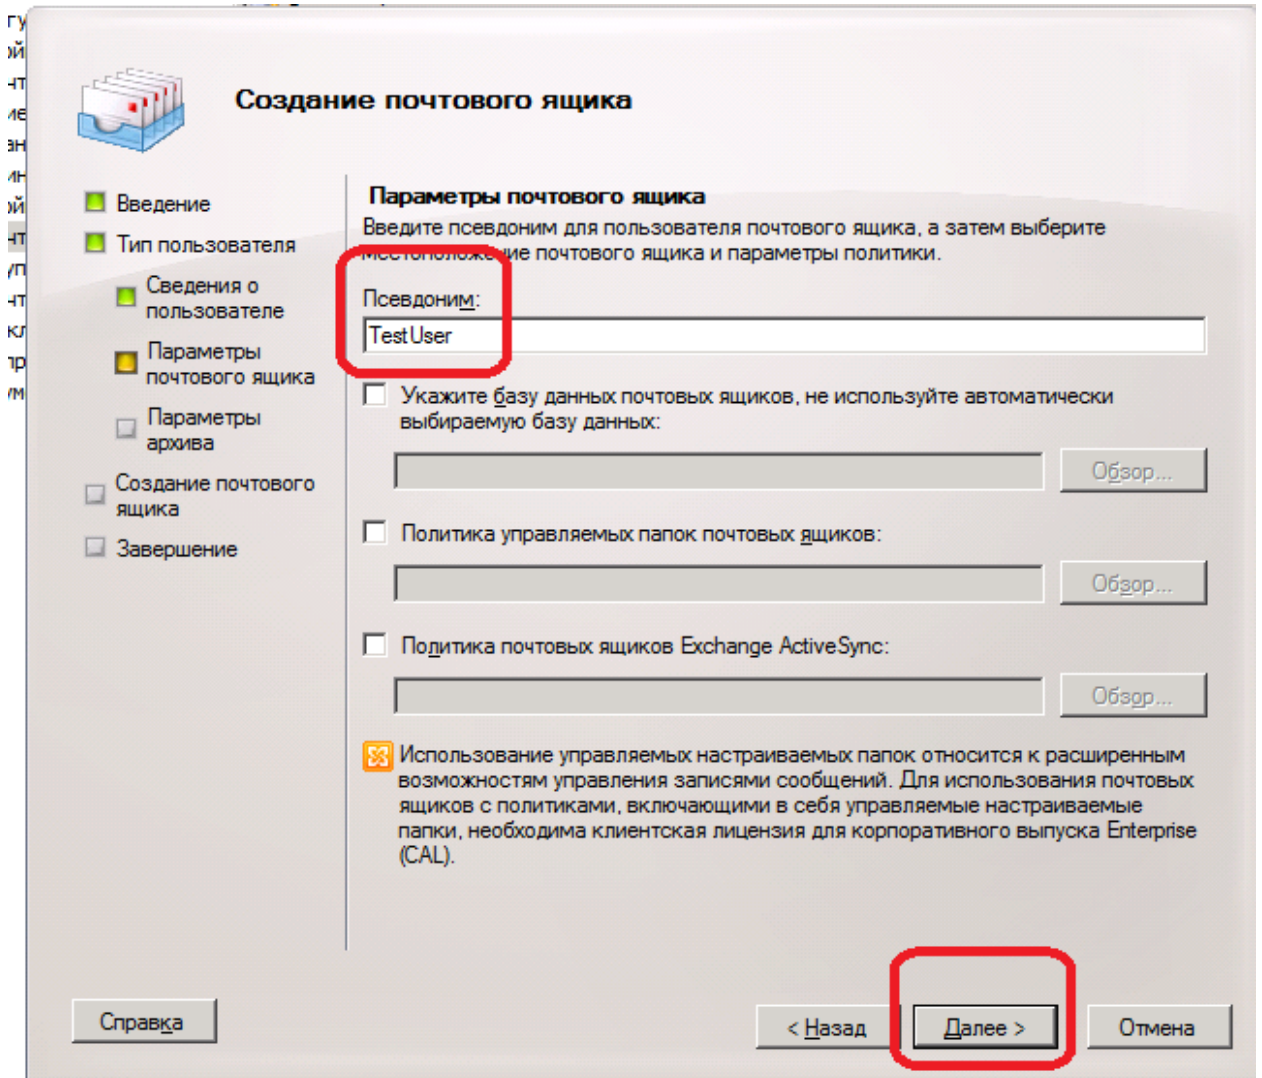 Создание почтового ящика
Введение
Тип пользователя
Сведения о
пользователе
Параметры
почтового ящика
Параметры
архива
Создание почтового
ящика
Завершение
Параметры почтового ящика
Введите псевдоним для пользователя почтового ящика, а затем выберите
местоположение почтового ящика и параметры политики.
Псевдоним:
TestUser
Укажите базу данных почтовых ящиков, не используйте автоматически
выбираемую базу данных:
Обзор...
Политика управляемых папок почтовых ящиков:
Обзор...
Политика почтовых ящиков Exchange ActiveSync:
Обзор...
Использование управляемых настраиваемых папок относится к расширенным
возможностям управления записями сообщений. Для использования почтовых
ящиков с политиками, включающими в себя управляемые настраиваемые
папки, необходима клиентская лицензия для корпоративного выпуска Enterprise
(CAL).
Справка
< Назад
Далее >
Отмена